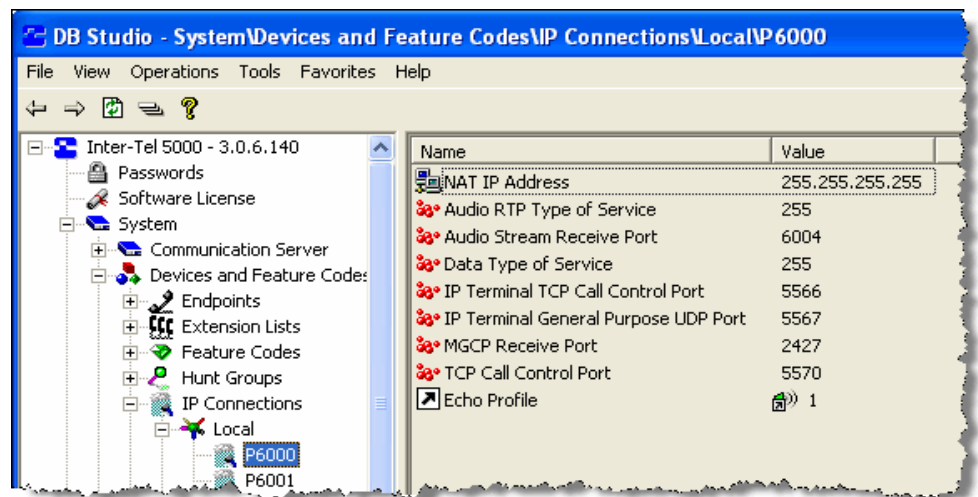 DB Studio - System\Devices and Feature Codes\IP Connections\Local\P6000
File View Operations Tools Favorites Help
Inter-Tel 5000 - 3.0.6.140
Passwords
Software License
System
Communication Server
Devices and Feature Codes
Endpoints
Extension Lists
Feature Codes
Hunt Groups
IP Connections
Local
P6000
P6001
Name Value
NAT IP Address 255.255.255.255
Audio RTP Type of Service 255
Audio Stream Receive Port 6004
Data Type of Service 255
IP Terminal TCP Call Control Port 5566
IP Terminal General Purpose UDP Port 5567
MGCP Receive Port 2427
TCP Call Control Port 5570
Echo Profile 1